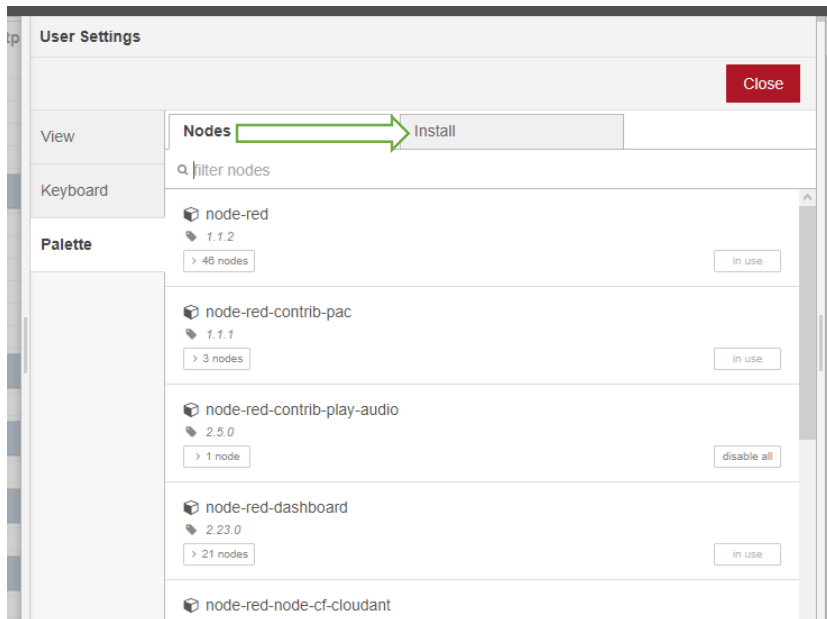 tp
User Settings
Close
View
Keyboard
Palette
Nodes
Install
filter nodes
node-red
1.1.2
> 46 nodes
in use
node-red-contrib-pac
1.1.1
> 3 nodes
in use
node-red-contrib-play-audio
2.5.0
> 1 node
disable all
node-red-dashboard
2.23.0
> 21 nodes
in use
node-red-node-cf-cloudant